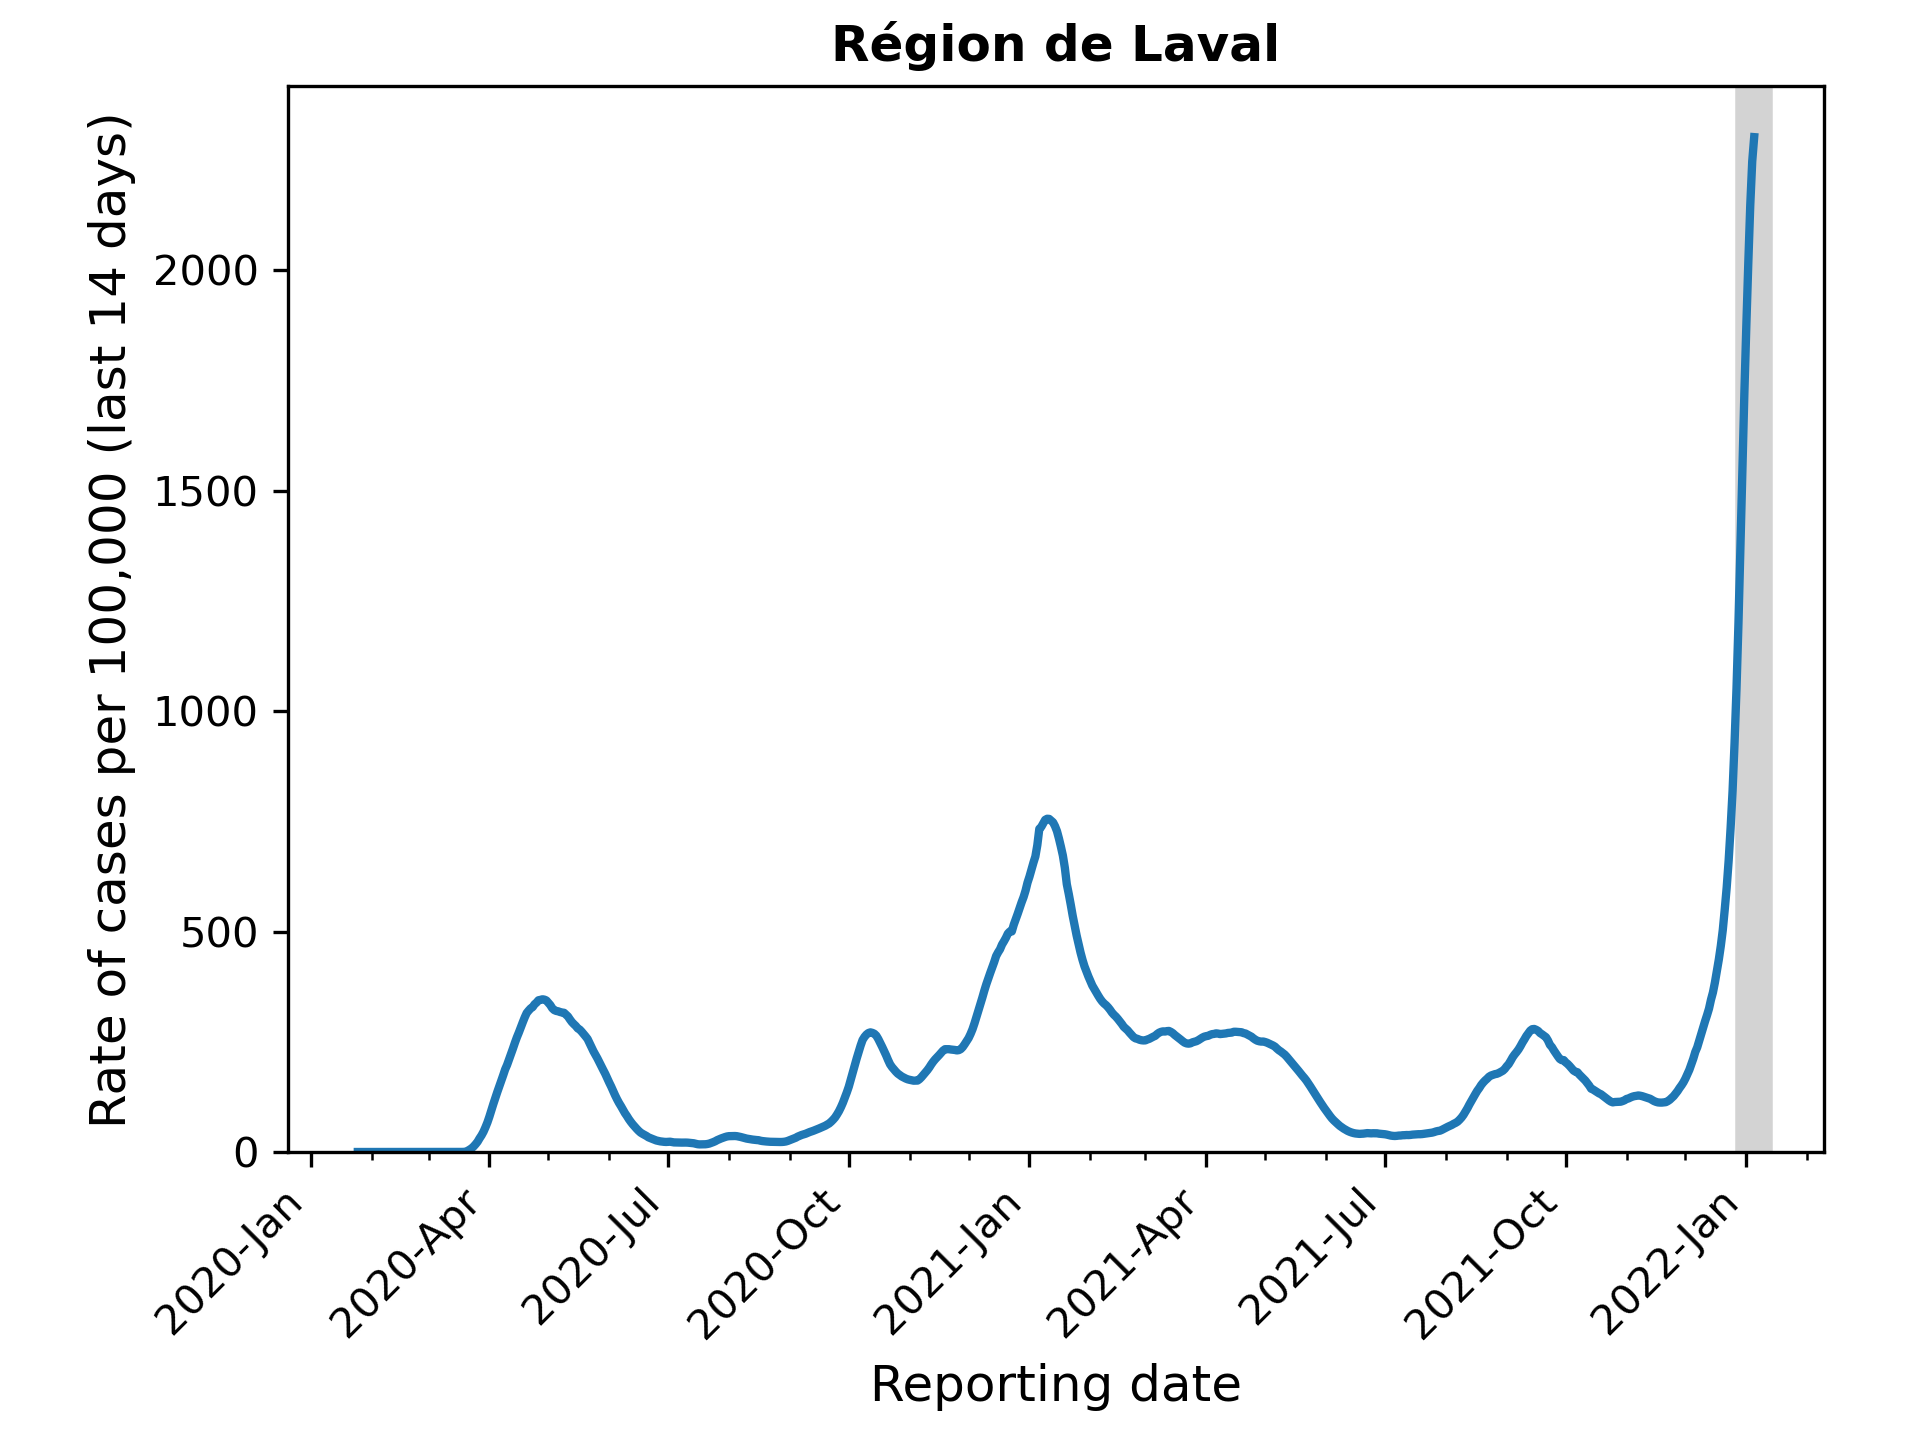 Région de Laval
Rate of cases per 100,000 (last 14 days)
2000
1500
1000
500
0
2020-Jan
2020-Apr
2020-Jul
2020-Oct
2021-Jan
2021-Apr
2021-Jul
2021-Oct
2022-Jan
Reporting date